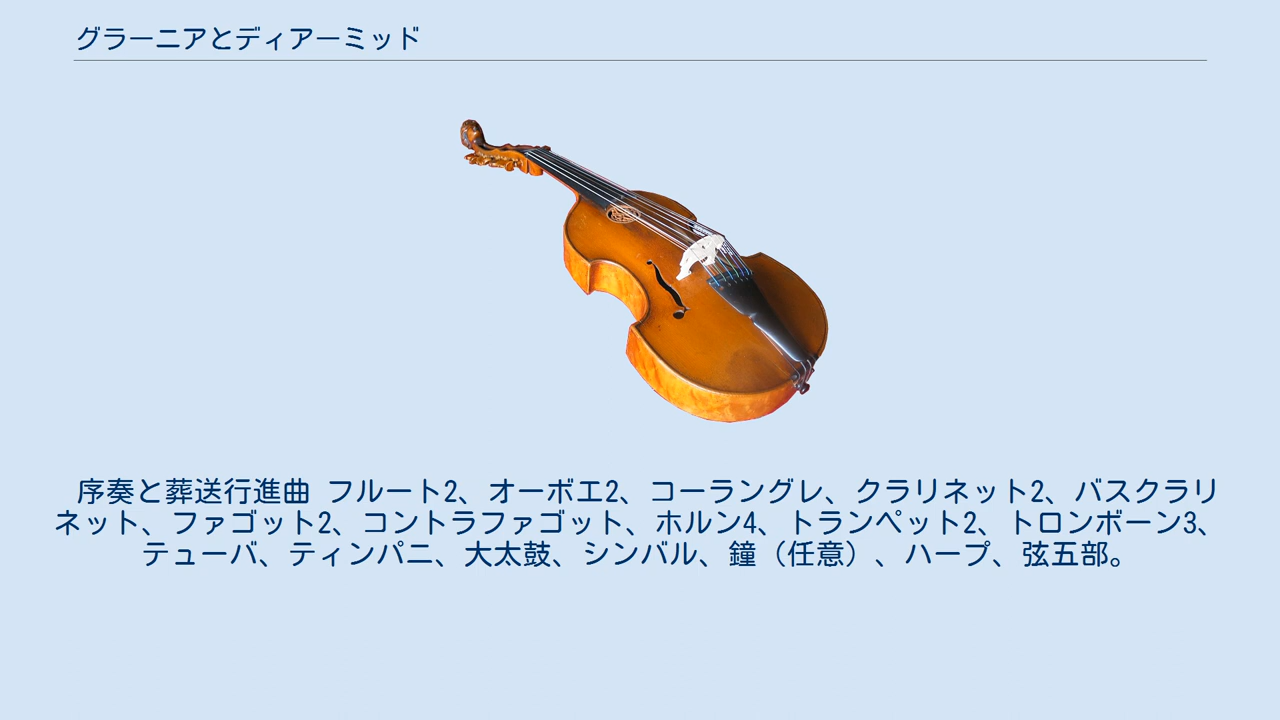 グラーニアとディアーミッド
序奏と葬送行進曲 フルート2、オーボエ2、コーラングレ、クラリネット2、バスクラリ
ネット、ファゴット2、コントラファゴット、ホルン4、トランペット2、トロンボーン3、
テューバ、ティンパニ、大太鼓、シンバル、鐘（任意）、ハープ、弦五部。